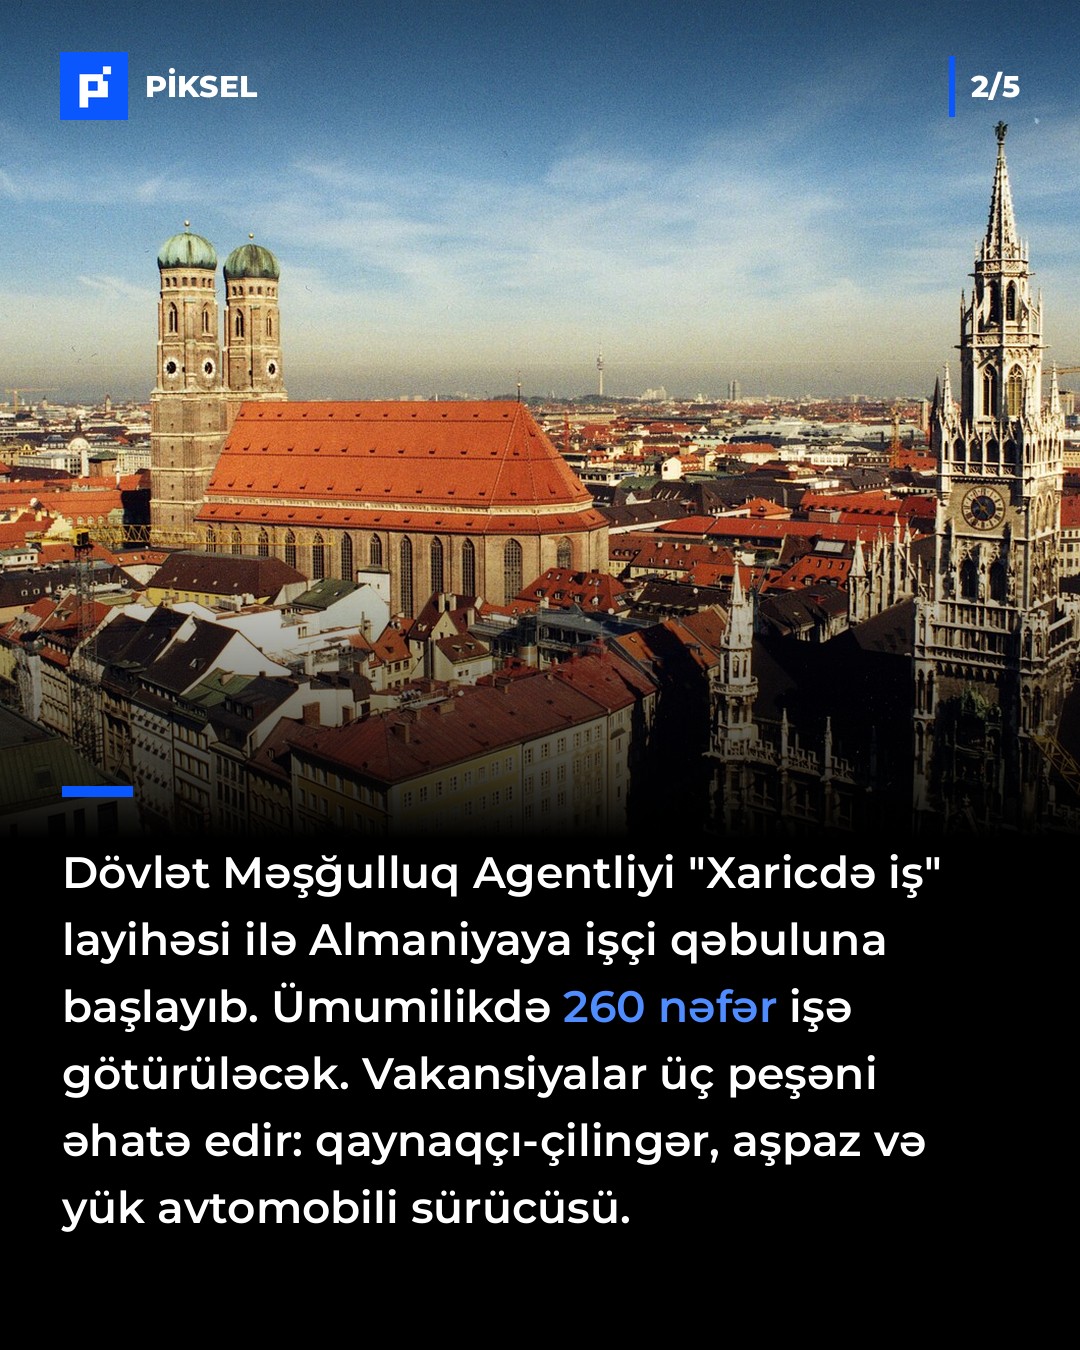 PİKSEL
2/5
Dövlət Məşğulluq Agentliyi "Xaricdə iş"
layihəsi ilə Almaniyaya işçi qəbuluna
başlayıb. Ümumilikdə 260 nəfər işə
götürüləcək. Vakansiyalar üç peşəni
əhatə edir: qaynaqçı-çilingər, aşpaz və
yük avtomobili sürücüsü.